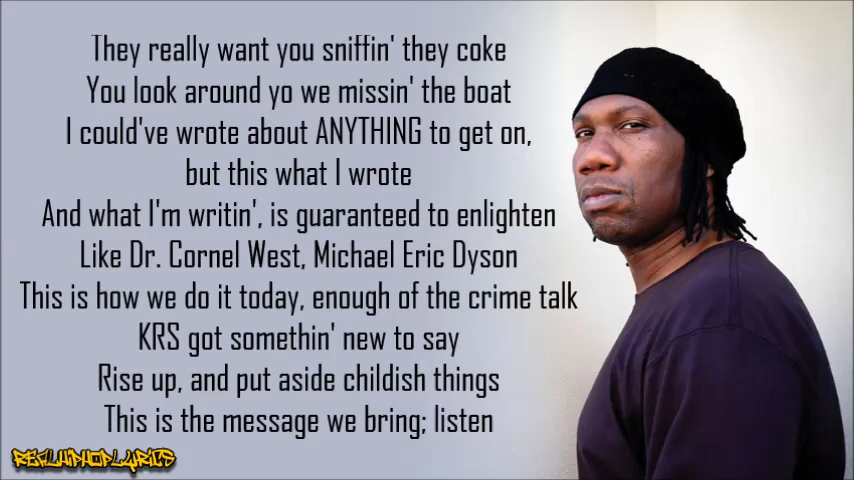 They really want you sniffin' they coke
You look around yo we missin' the boat
I could've wrote about ANYTHING to get on,
but this what I wrote
And what I'm writin', is guaranteed to enlighten
Like Dr. Cornel West, Michael Eric Dyson
This is how we do it today, enough of the crime talk
KRS got somethin' new to say
Rise up, and put aside childish things
This is the message we bring; listen
REALHIPHOPLYRICS